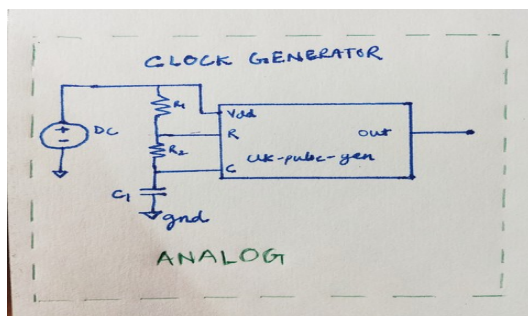 CLOCK GENERATOR
R1
Vdd
DC
R
out
R2
clk-pulse-gen
C
C1
gnd
ANALOG